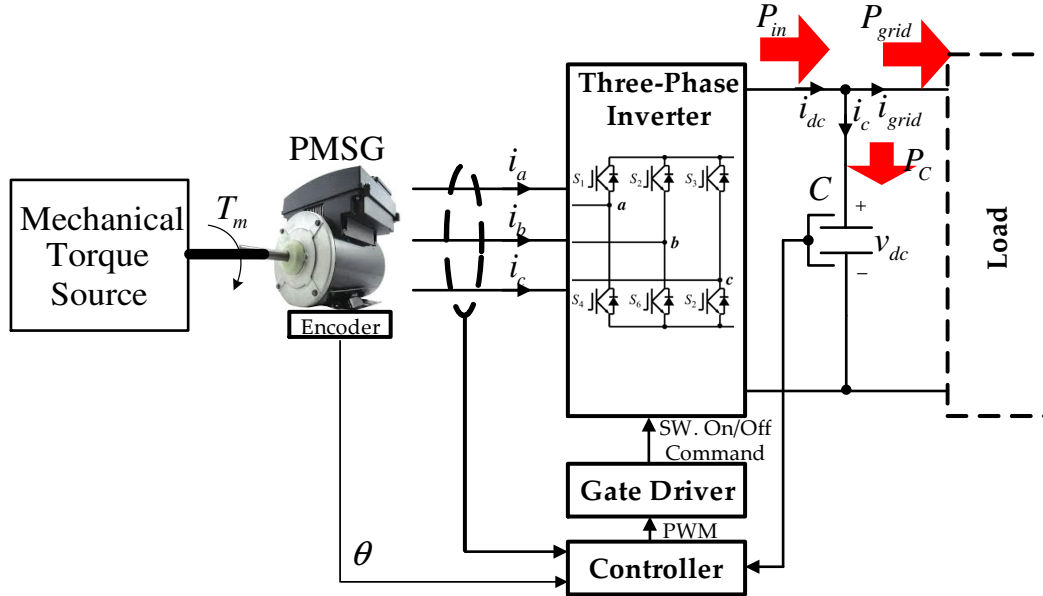 P_in
P_grid
Three-Phase
Inverter
i_dc
i_c
i_grid
PMSG
P_C
Mechanical
Torque
Source
T_m
i_a
i_b
i_c
S_1
S_2
S_3
a
b
c
S_4
S_6
S_2
C
+
v_dc
−
Load
Encoder
SW. On/Off
Command
Gate Driver
PWM
θ
Controller